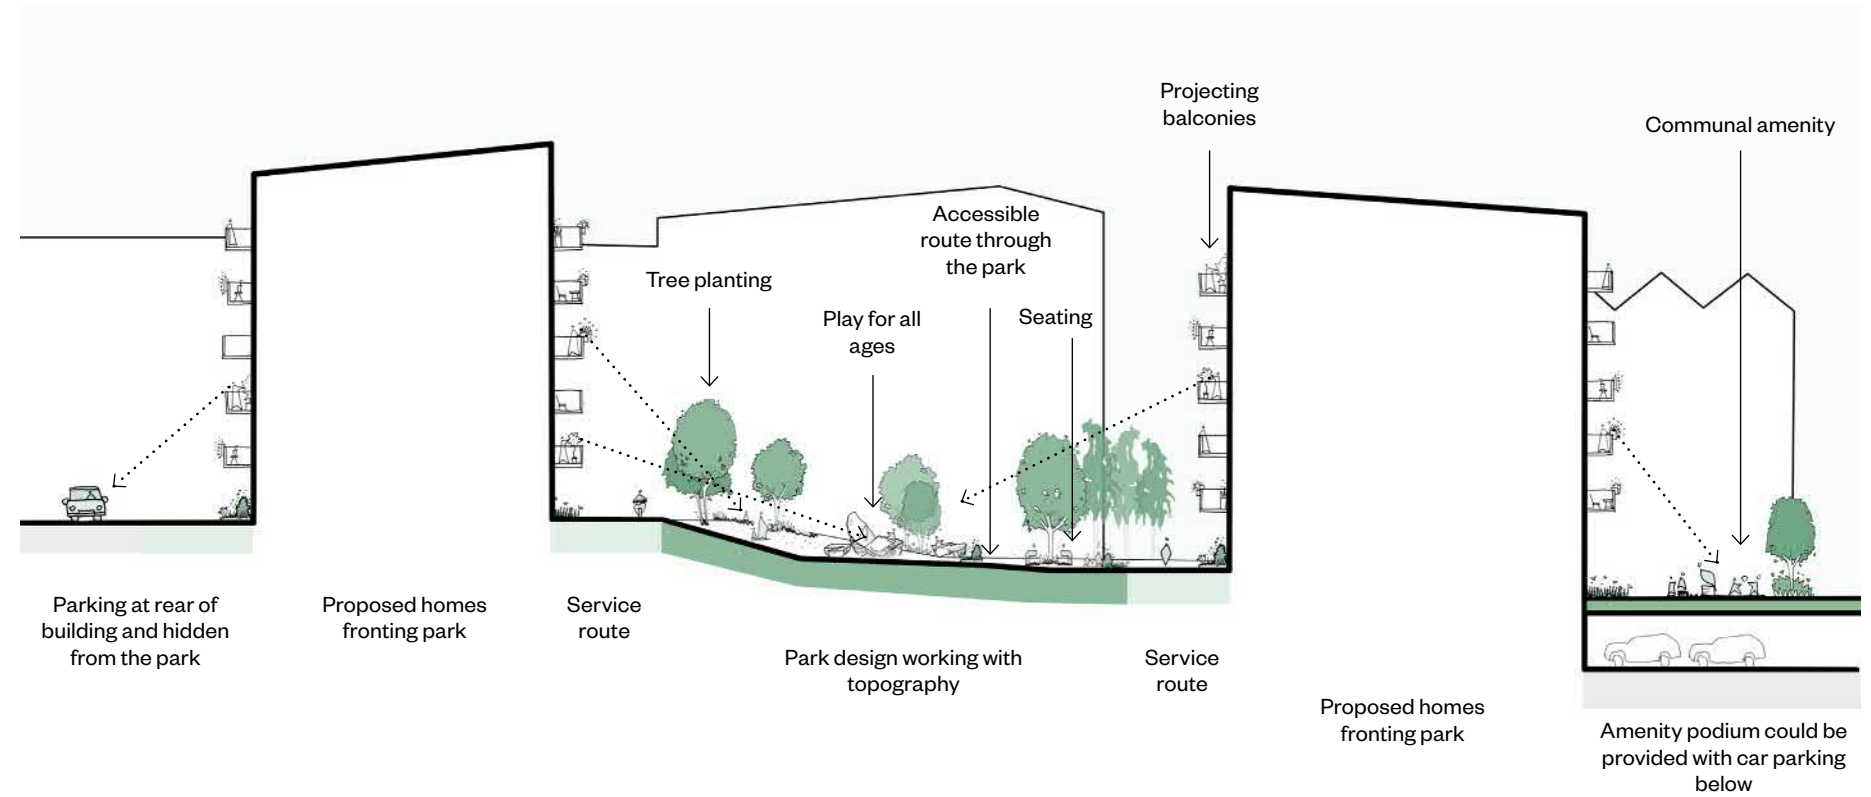 Projecting
balconies
Communal amenity
Accessible
route through
the park
Tree planting
Play for all
ages
Seating
Parking at rear of
building and hidden
from the park
Proposed homes
fronting park
Service
route
Park design working with
topography
Service
route
Proposed homes
fronting park
Amenity podium could be
provided with car parking
below